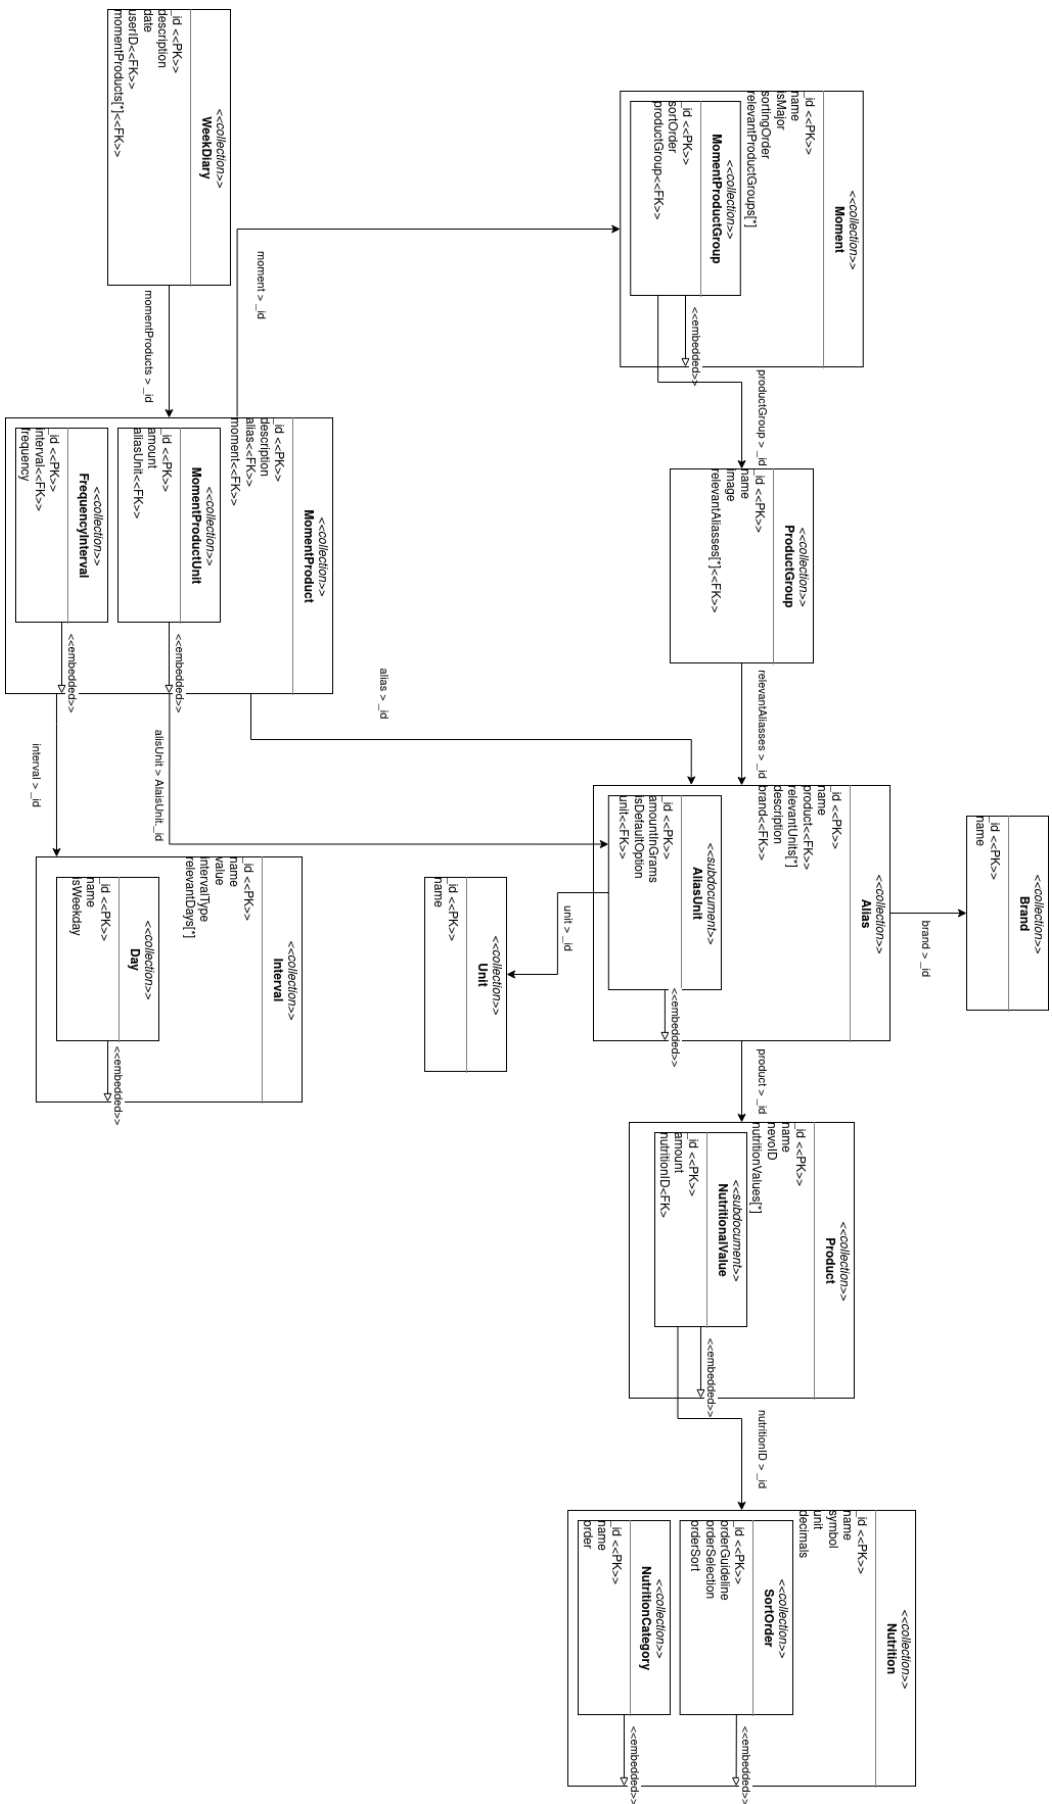 <<collection>>
Brand
_id <<PK>>
name
brand > _id
<<collection>>
Moment
_id <<PK>>
name
isMajor
sortingOrder
relevantProductGroups[*]
<<collection>>
MomentProductGroup
_id <<PK>>
sortOrder
productGroup<<FK>>
<<embedded>>
productGroup > _id
<<collection>>
ProductGroup
_id <<PK>>
name
image
relevantAliasses[*]<<FK>>
relevantAliasses > _id
<<collection>>
Alias
_id <<PK>>
name
product<<FK>>
relevantUnits[*]
description
brand<<FK>>
<<subdocument>>
AliasUnit
_id <<PK>>
amountInGrams
isDefaultOption
unit<<FK>>
<<embedded>>
product > _id
<<collection>>
Product
_id <<PK>>
name
nevoID
nutritionValues[*]
<<subdocument>>
NutritionalValue
_id <<PK>>
amount
nutritionID<FK>
<<embedded>>
nutritionID > _id
<<collection>>
Nutrition
_id <<PK>>
name
symbol
unit
decimals
<<collection>>
SortOrder
_id <<PK>>
orderGuideline
orderSelection
orderSort
<<embedded>>
<<collection>>
NutritionCategory
_id <<PK>>
name
order
<<embedded>>
unit > _id
<<collection>>
Unit
_id <<PK>>
name
alias > _id
moment > _id
<<collection>>
WeekDiary
_id <<PK>>
description
date
userID<<FK>>
momentProducts[*]<<FK>>
momentProducts > _id
<<collection>>
MomentProduct
_id <<PK>>
description
alias<<FK>>
moment<<FK>>
<<collection>>
MomentProductUnit
_id <<PK>>
amount
aliasUnit<<FK>>
<<embedded>>
<<collection>>
FrequencyInterval
_id <<PK>>
interval<<FK>>
frequency
<<embedded>>
alisUnit > AlaisUnit_id
interval > _id
<<collection>>
Interval
_id <<PK>>
name
value
intervalType
relevantDays[*]
<<collection>>
Day
_id <<PK>>
name
isWeekday
<<embedded>>